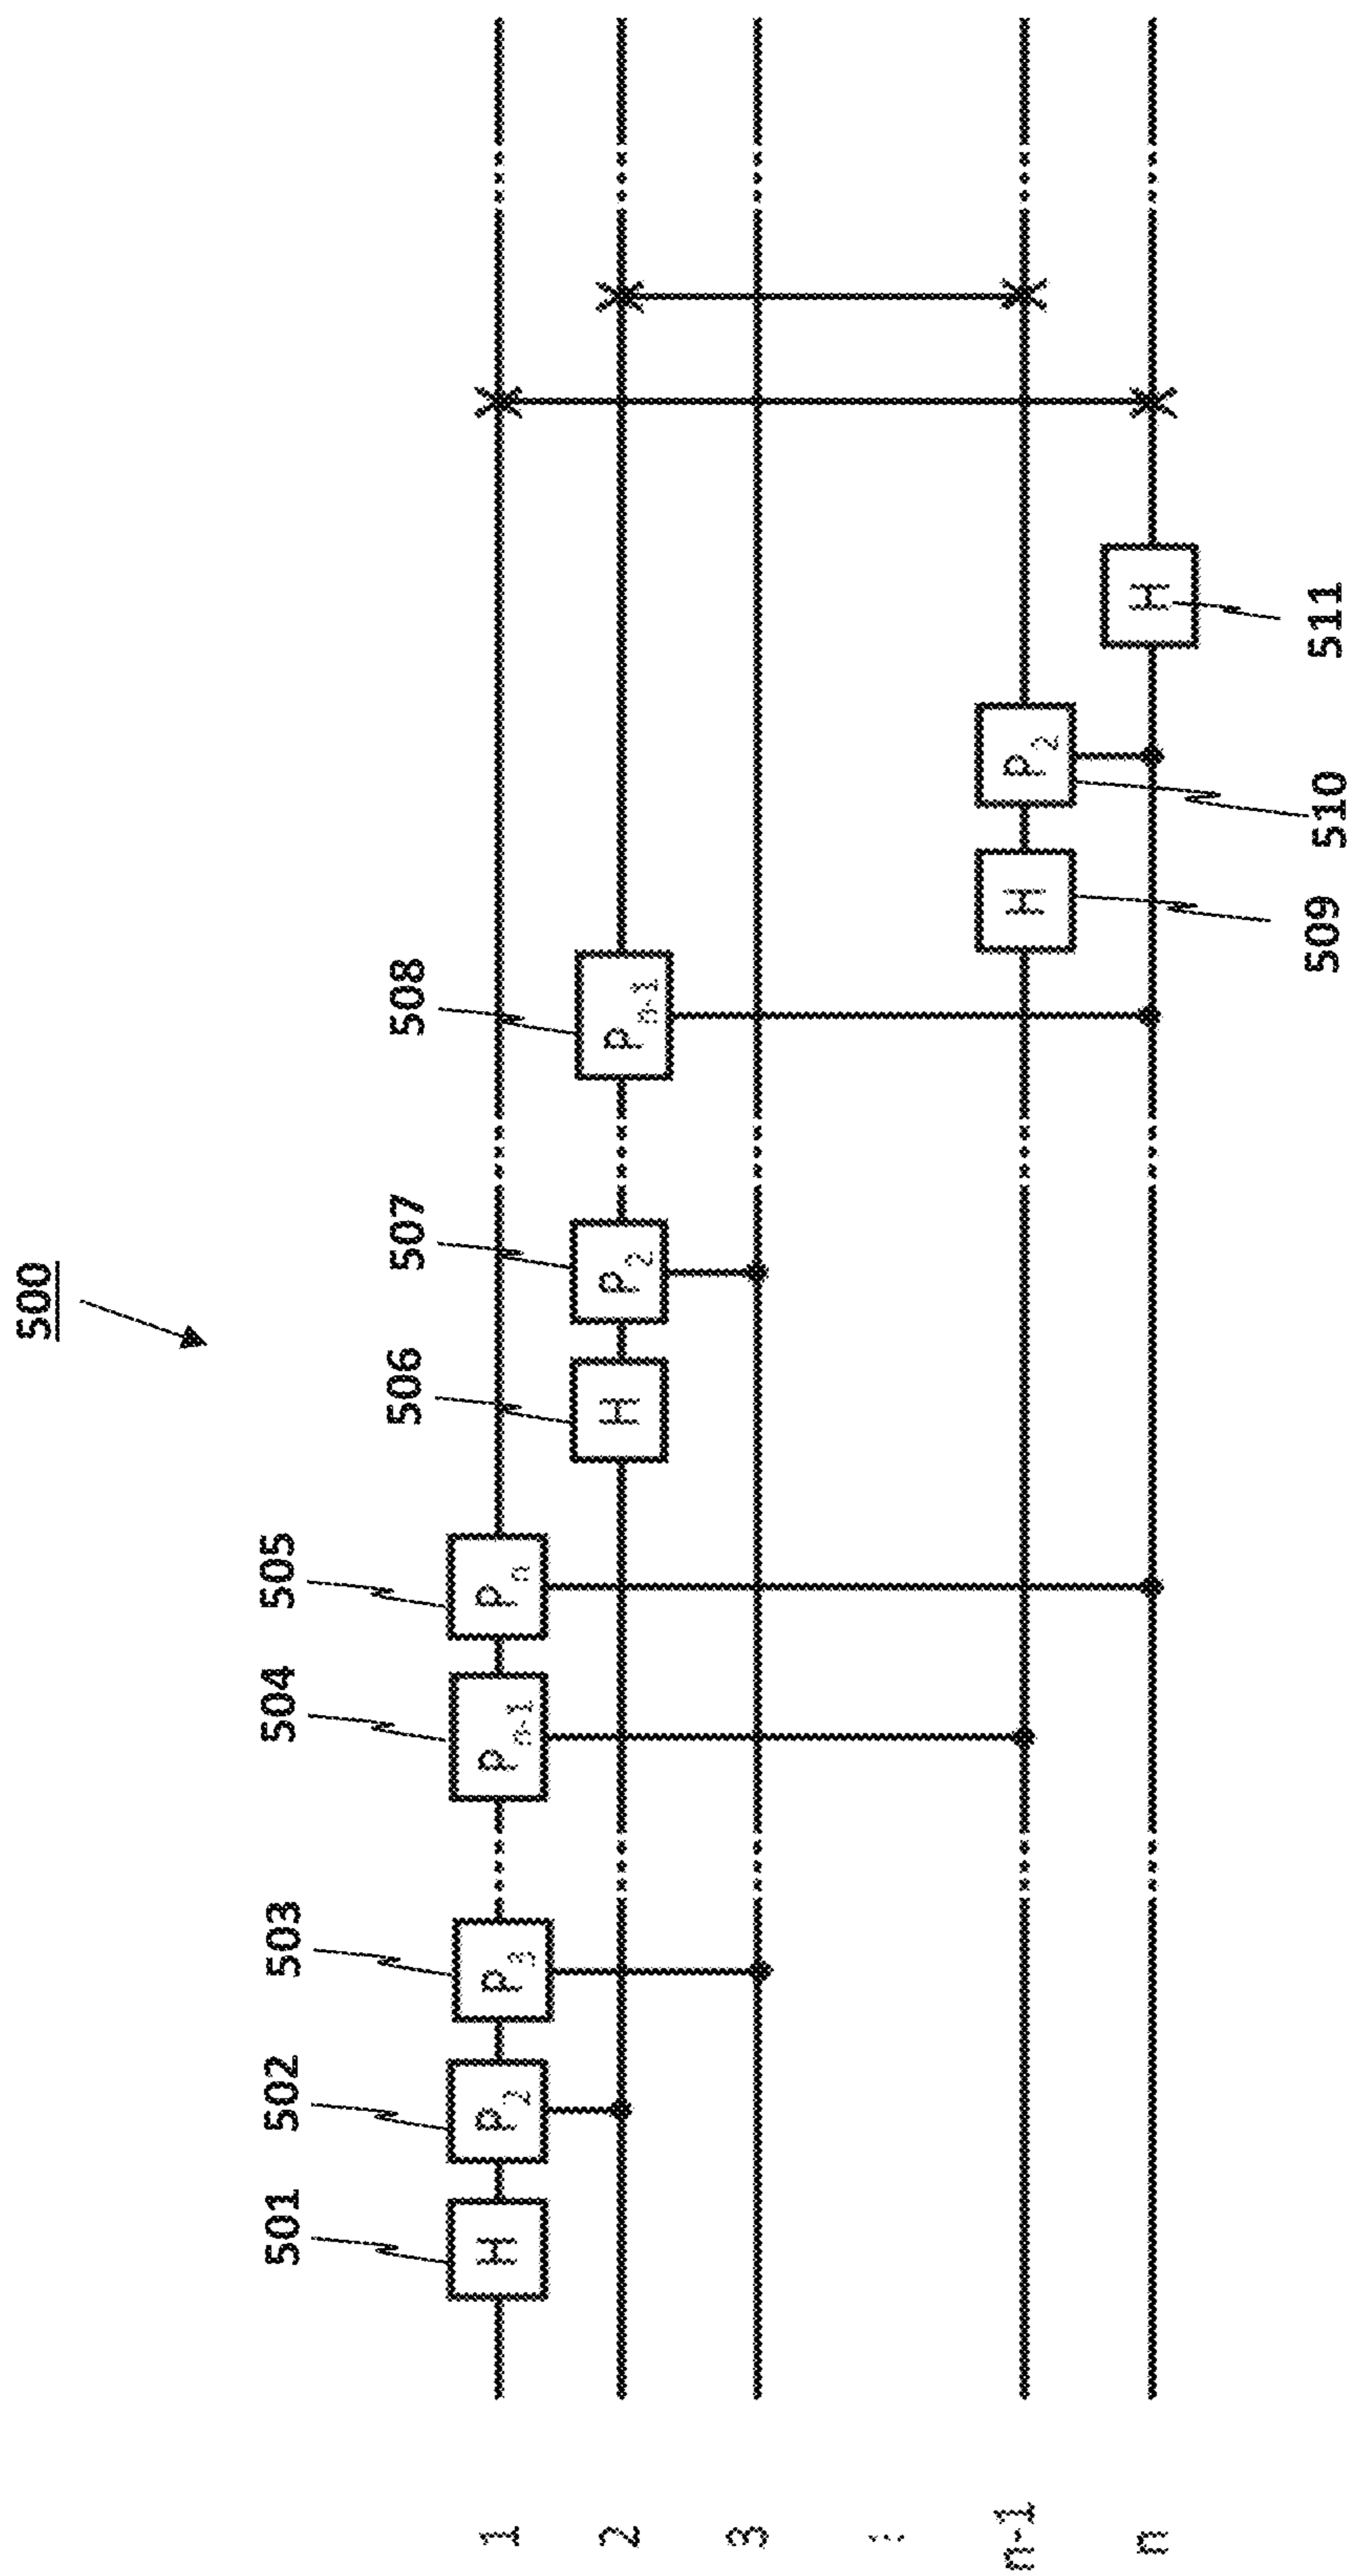 500
501 502 503 504 505
506 507 508
1 H P₂ P₃ Pₙ₋₁ Pₙ
2 H P₂ Pₙ₋₁
3
⋮
n-1 H P₂
n H
509 510 511